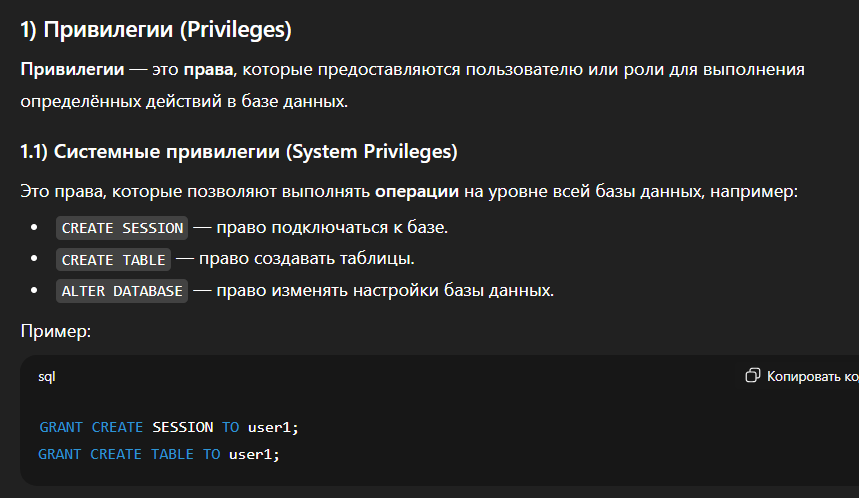 1) Привилегии (Privileges)
Привилегии — это права, которые предоставляются пользователю или роли для выполнения
определённых действий в базе данных.
1.1) Системные привилегии (System Privileges)
Это права, которые позволяют выполнять операции на уровне всей базы данных, например:
• CREATE SESSION — право подключаться к базе.
• CREATE TABLE — право создавать таблицы.
• ALTER DATABASE — право изменять настройки базы данных.
Пример:
sql
Копировать ко
GRANT CREATE SESSION TO user1;
GRANT CREATE TABLE TO user1;